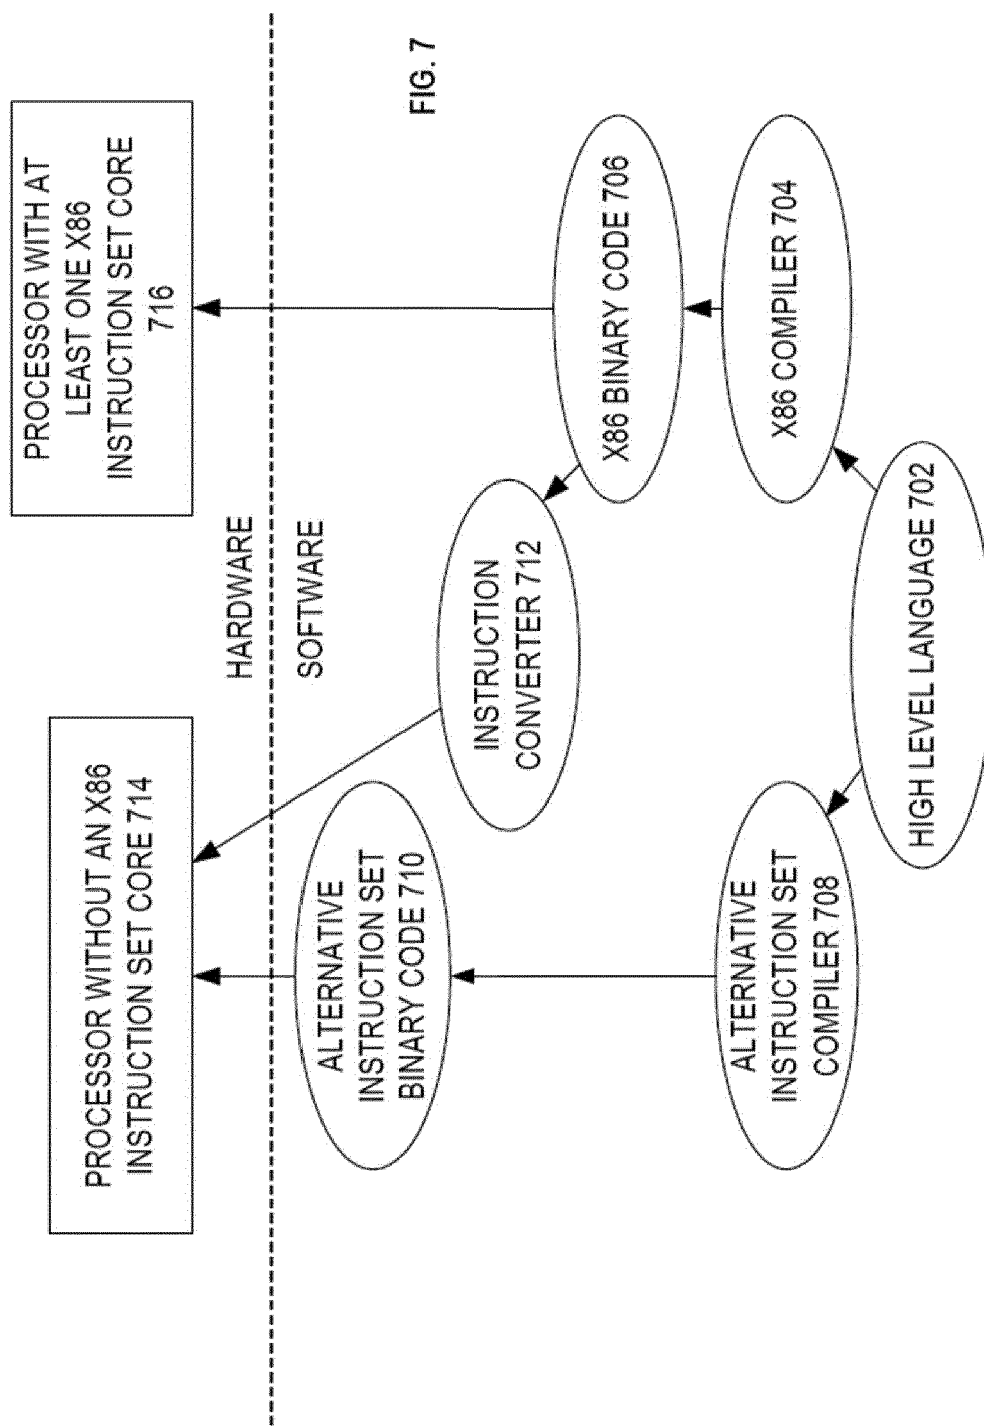 PROCESSOR WITHOUT AN X86
INSTRUCTION SET CORE 714
PROCESSOR WITH AT
LEAST ONE X86
INSTRUCTION SET CORE
716
HARDWARE
SOFTWARE
ALTERNATIVE
INSTRUCTION SET
BINARY CODE 710
INSTRUCTION
CONVERTER 712
FIG. 7
X86 BINARY CODE 706
ALTERNATIVE
INSTRUCTION SET
COMPILER 708
X86 COMPILER 704
HIGH LEVEL LANGUAGE 702